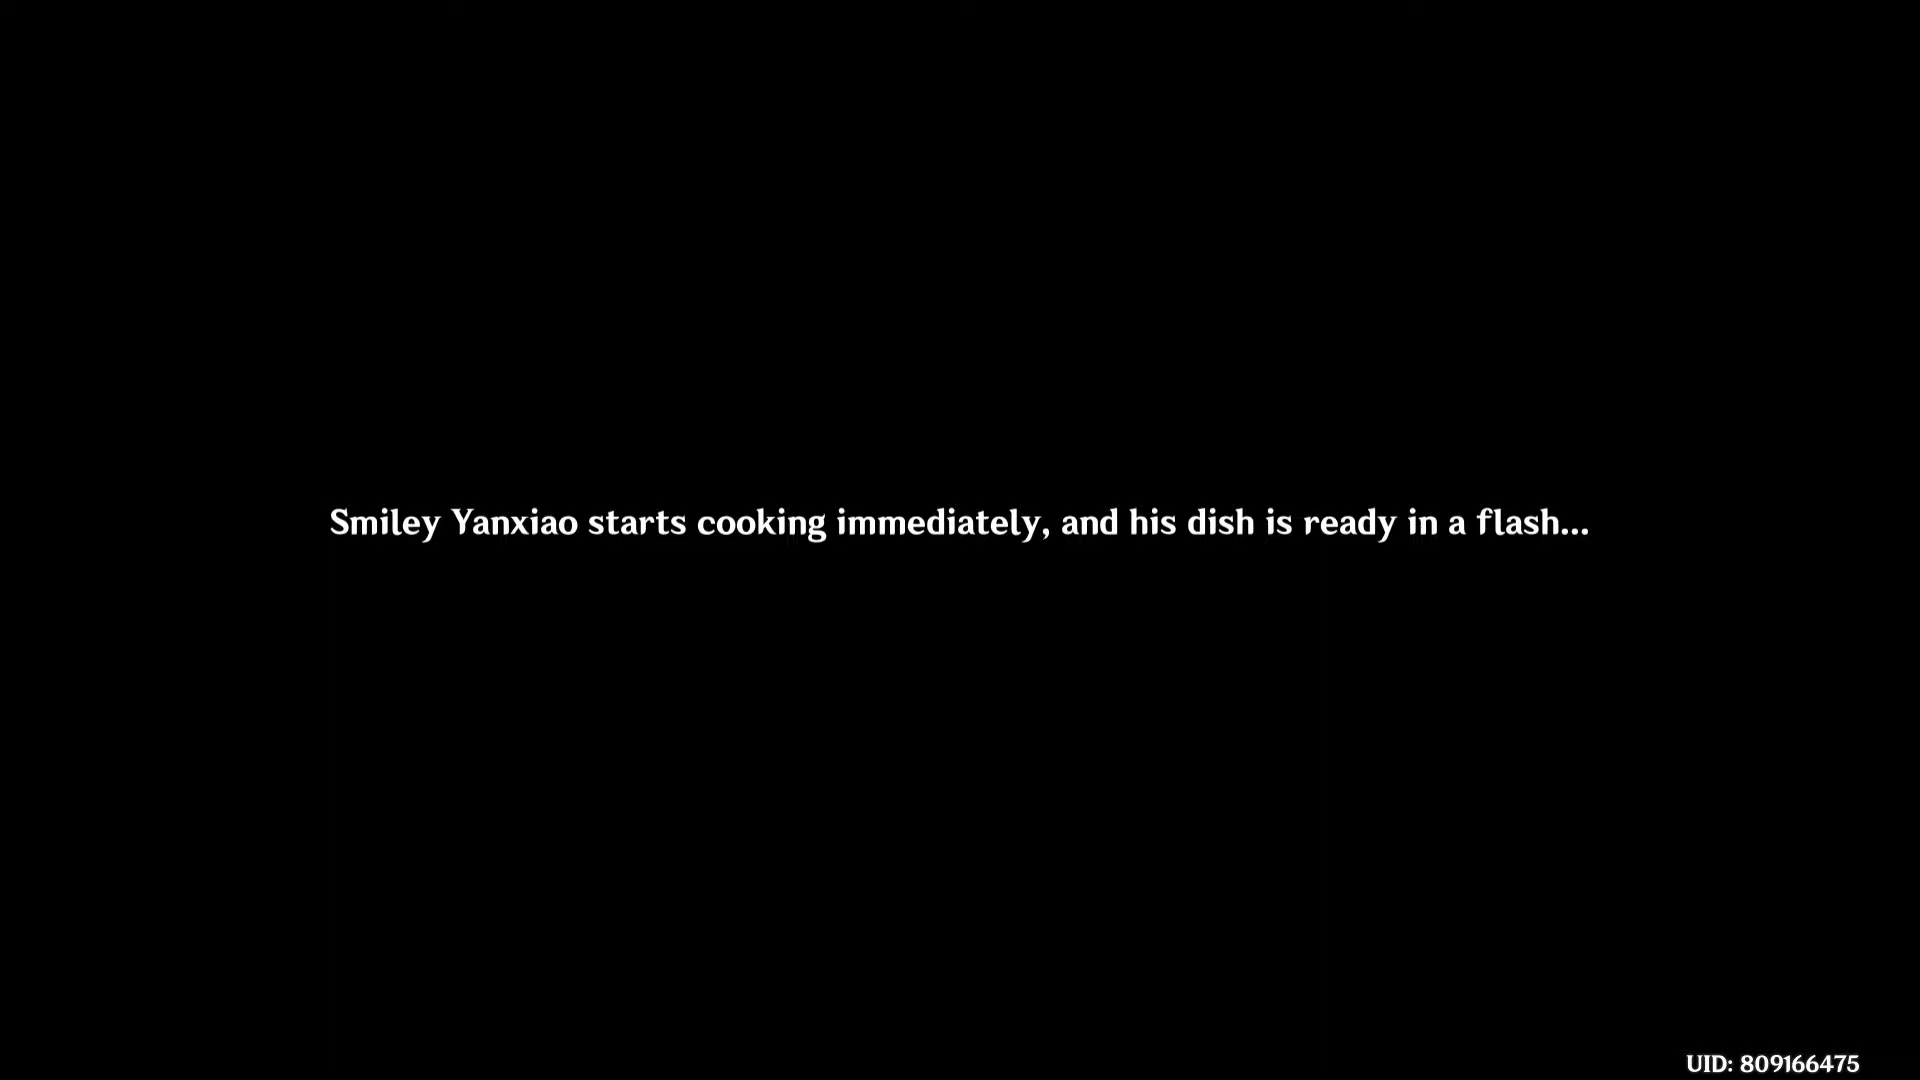 Smiley Yanxiao starts cooking immediately, and his dish is ready in a flash...
UID: 809166475